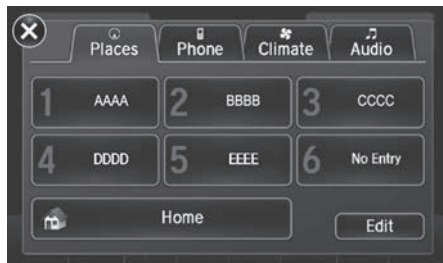 Places Phone Climate Audio
1 AAAA 2 BBBB 3 CCCC
4 DDDD 5 EEEE 6 No Entry
Home Edit